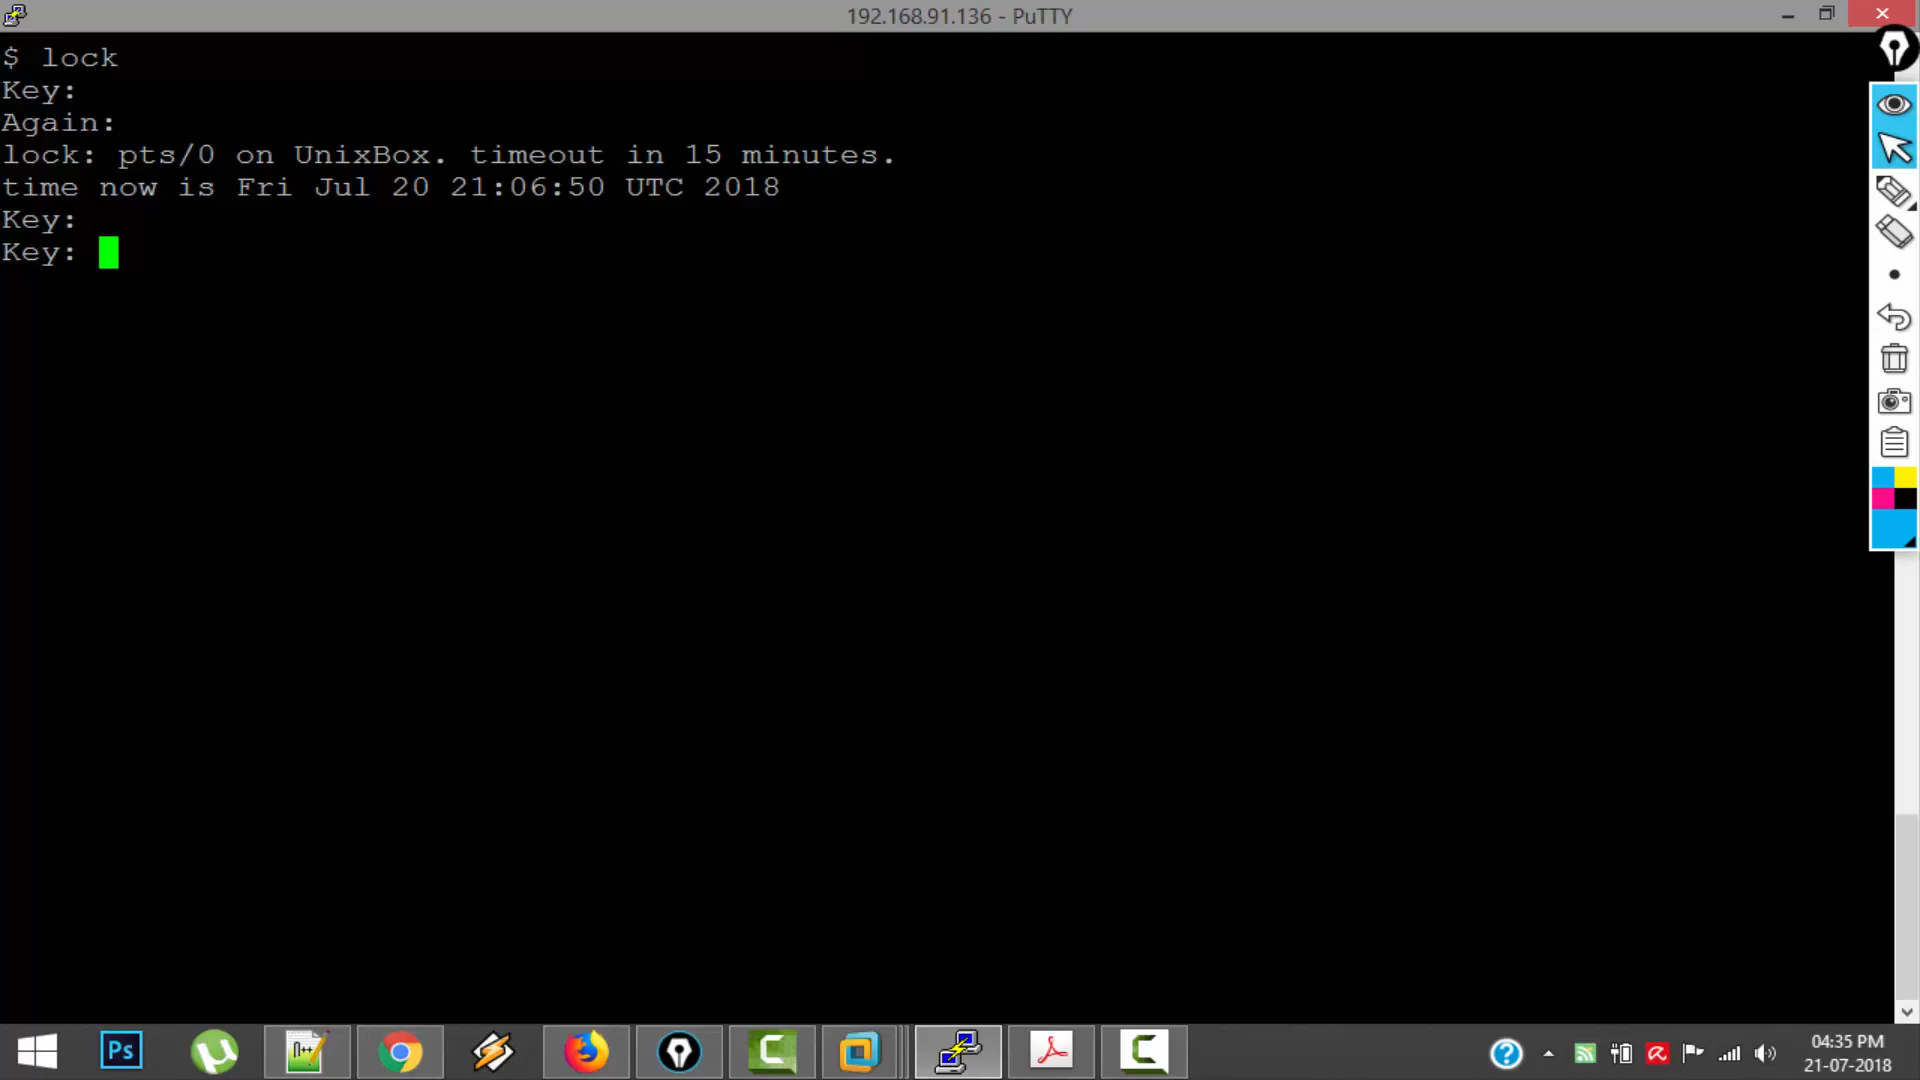 192.168.91.136 - PuTTY
$ lock
Key:
Again:
lock: pts/0 on UnixBox. timeout in 15 minutes.
time now is Fri Jul 20 21:06:50 UTC 2018
Key:
Key:
Ps
n++
04:35 PM
21-07-2018